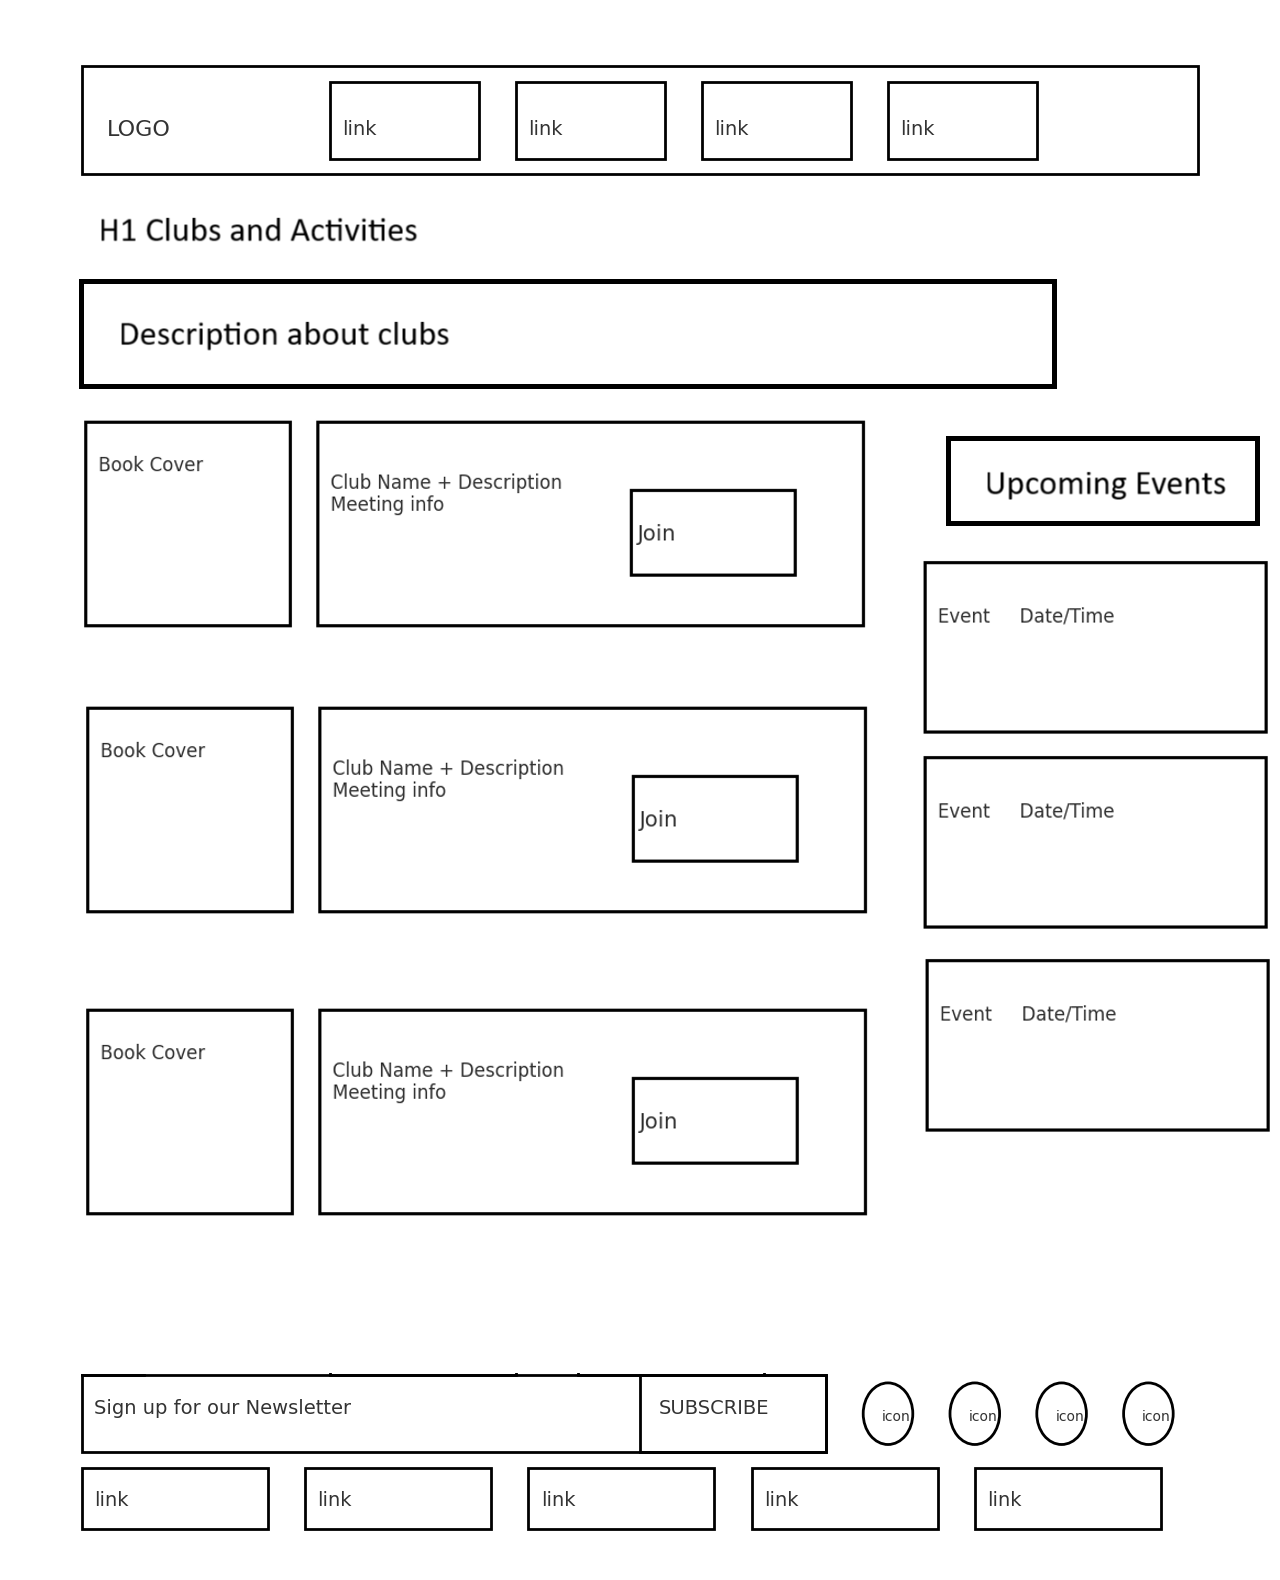 LOGO
link
link
link
link
H1 Clubs and Activities
Description about clubs
Book Cover
Club Name + Description
Meeting info
Join
Book Cover
Club Name + Description
Meeting info
Join
Book Cover
Club Name + Description
Meeting info
Join
Upcoming Events
Event Date/Time
Event Date/Time
Event Date/Time
Sign up for our Newsletter
SUBSCRIBE
icon
icon
icon
icon
link
link
link
link
link